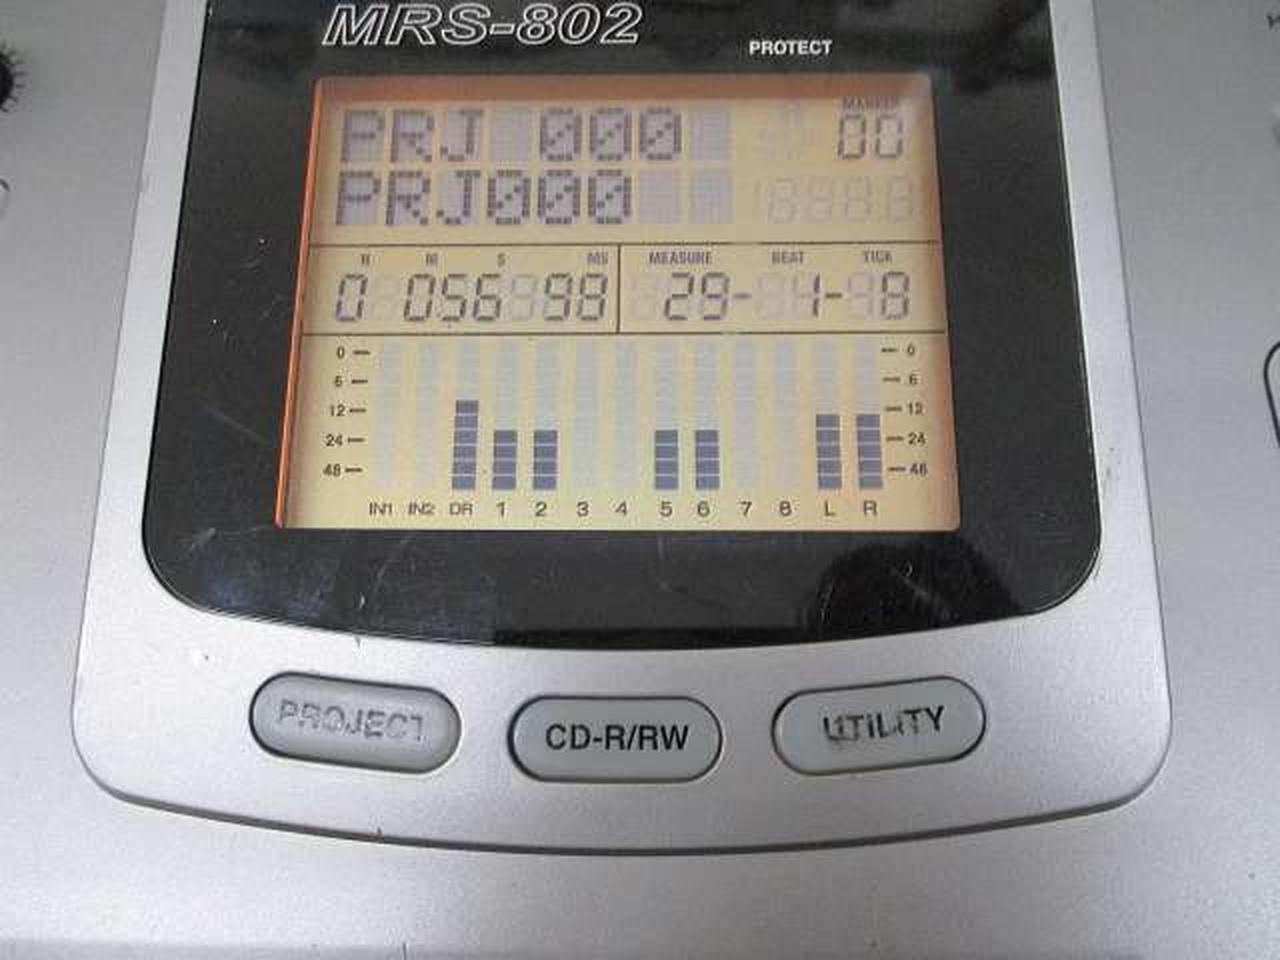 MRS-802
PROTECT
PRJ 000
MARKER
00
PRJ000
H M S MS MEASURE BEAT TICK
0 056 98 29- 1-18
0 0
6 6
12 12
24 24
48 48
IN1 IN2 DR 1 2 3 4 5 6 7 8 L R
PROJECT CD-R/RW UTILITY